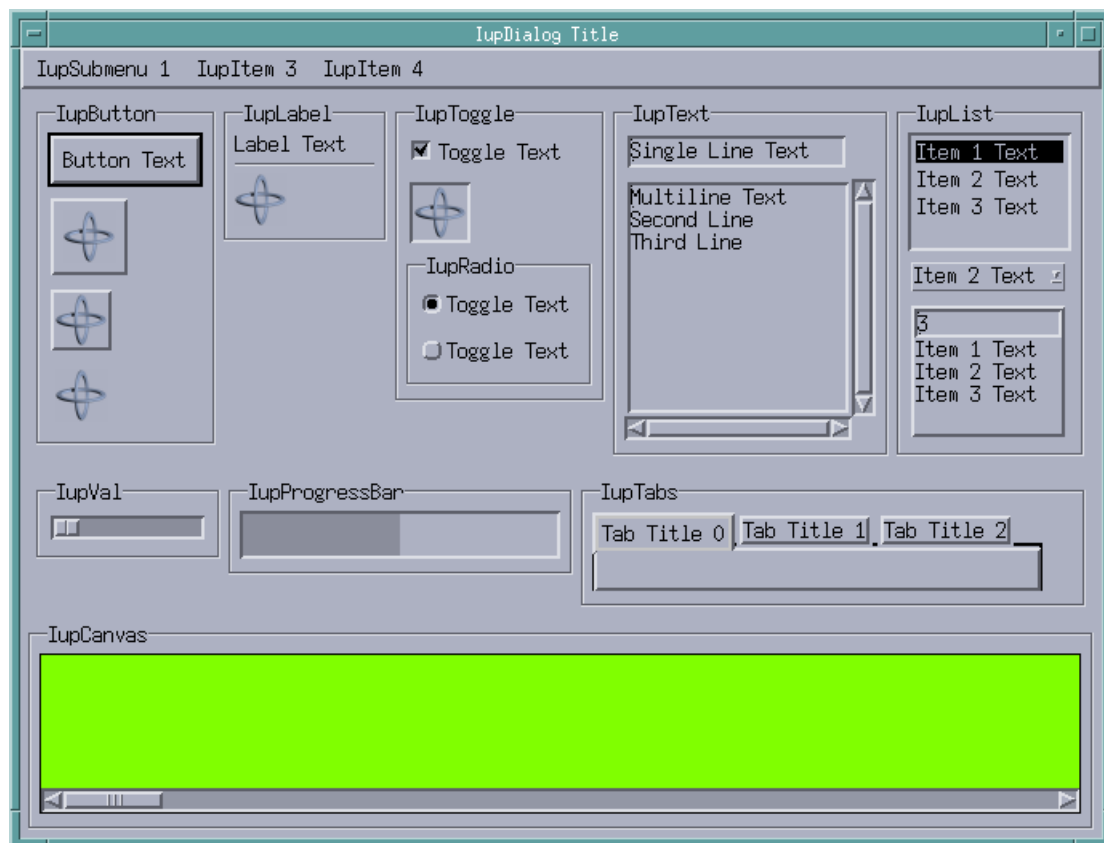 IupDialog Title
IupSubmenu 1 IupItem 3 IupItem 4
IupButton
Button Text
IupLabel
Label Text
IupToggle
Toggle Text
IupRadio
Toggle Text
Toggle Text
IupText
Single Line Text
Multiline Text
Second Line
Third Line
IupList
Item 1 Text
Item 2 Text
Item 3 Text
Item 2 Text
3
Item 1 Text
Item 2 Text
Item 3 Text
IupVal
IupProgressBar
IupTabs
Tab Title 0 Tab Title 1 Tab Title 2
IupCanvas